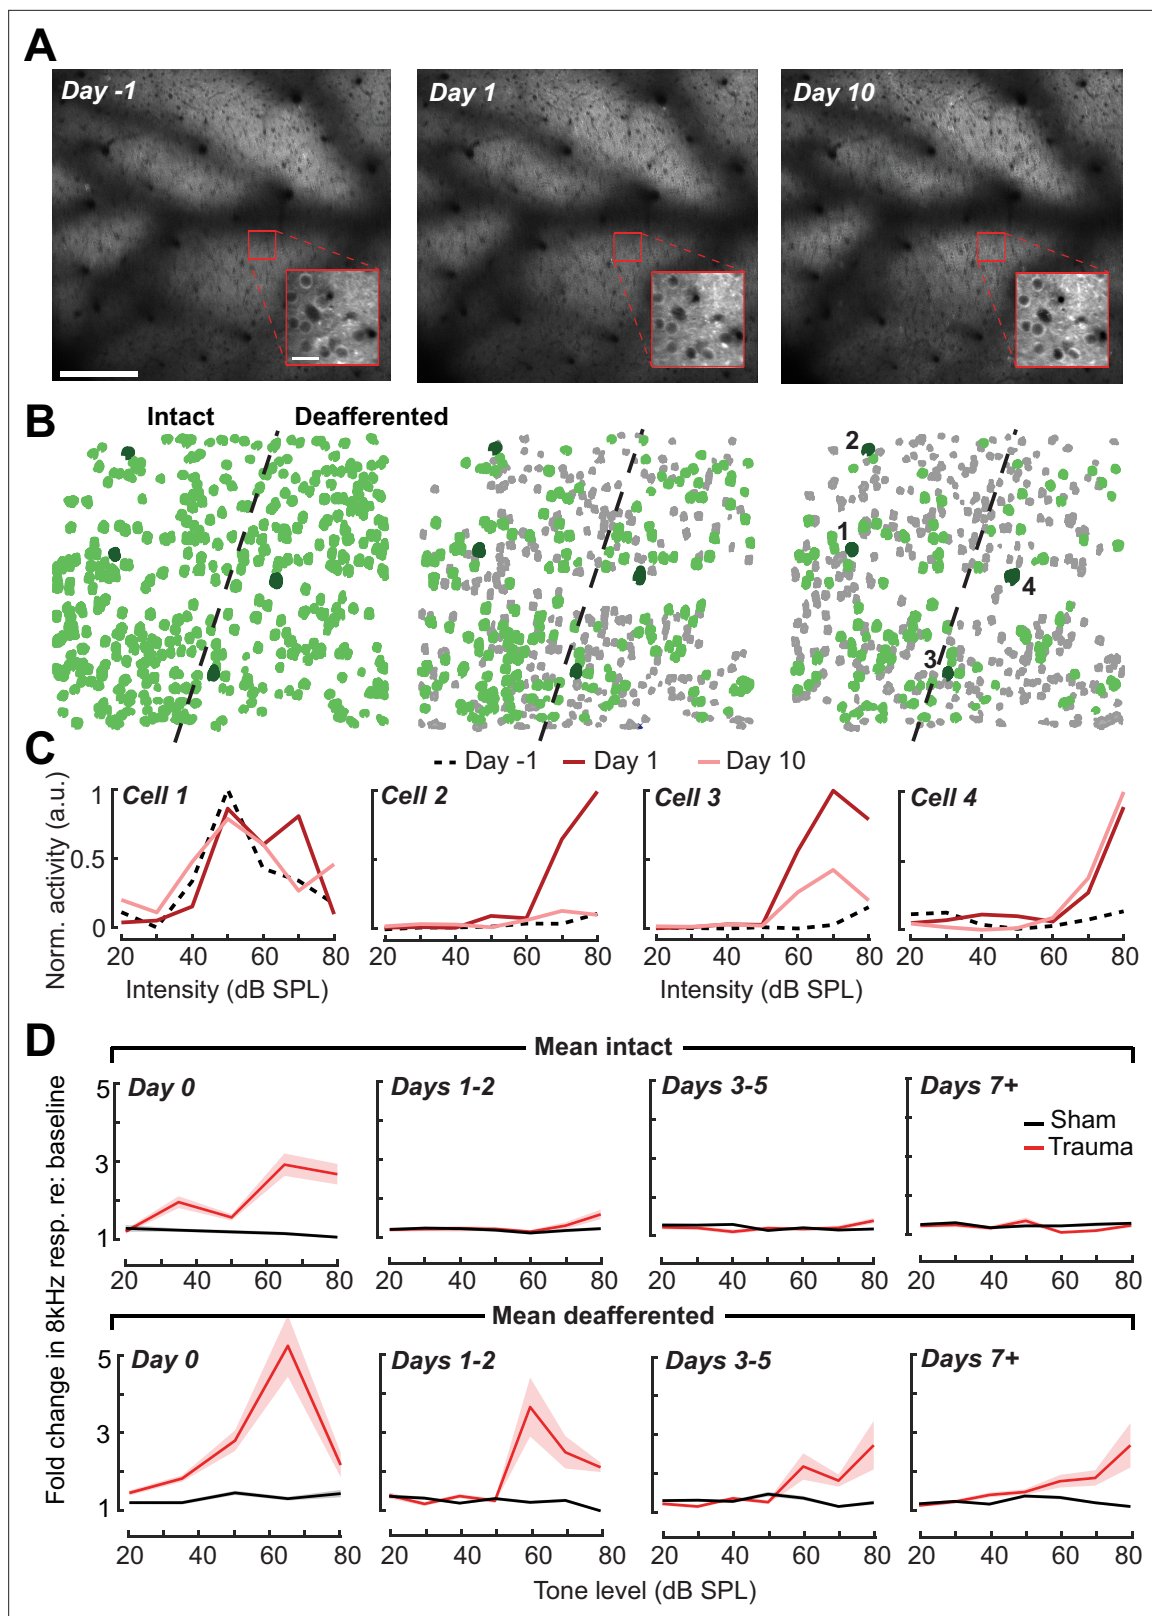 A
Day -1
Day 1
Day 10
B
Intact
Deafferented
2
1
4
3
C
Day -1
Day 1
Day 10
Norm. activity (a.u.)
Cell 1
Cell 2
Cell 3
Cell 4
1
0.5
0
20 40 60 80
20 40 60 80
20 40 60 80
20 40 60 80
Intensity (dB SPL)
Intensity (dB SPL)
D
Mean intact
Fold change in 8kHz resp. re: baseline
Day 0
Days 1-2
Days 3-5
Days 7+
Sham
Trauma
5
3
1
20 40 60 80
20 40 60 80
20 40 60 80
20 40 60 80
Mean deafferented
Day 0
Days 1-2
Days 3-5
Days 7+
5
3
1
20 40 60 80
20 40 60 80
20 40 60 80
20 40 60 80
Tone level (dB SPL)